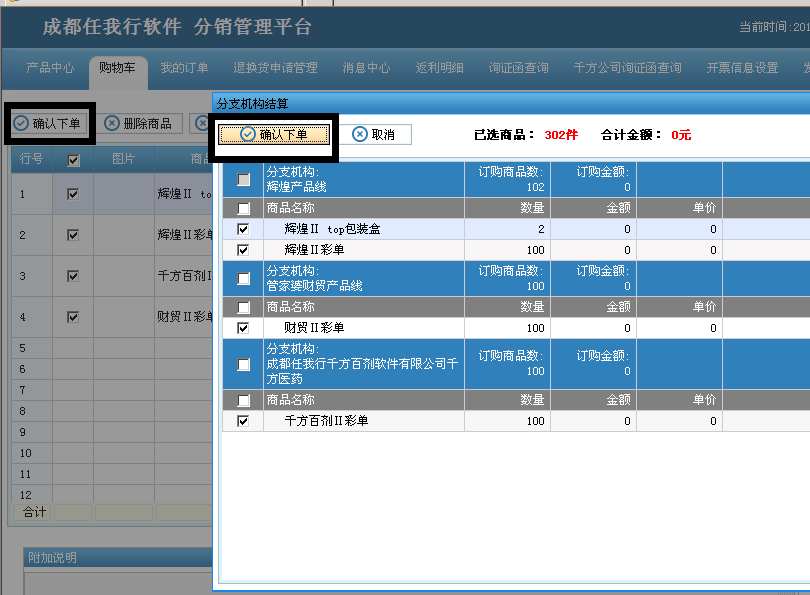 成都任我行软件 分销管理平台
当前时间:201
产品中心 购物车 我的订单 退换货申请管理 消息中心 返利明细 询证函查询 千方公司询证函查询 开票信息设置
确认下单 删除商品
行号 图片 商品
1 辉煌II to
2 辉煌II彩单
3 千方百剂I
4 财贸II彩单
5
6
7
8
9
10
11
12
合计
附加说明
分支机构结算
确认下单 取消 已选商品: 302件 合计金额: 0元
分支机构: 订购商品数: 订购金额:
辉煌产品线 102 0
商品名称 数量 金额 单价
辉煌II top包装盒 2 0 0
辉煌II彩单 100 0 0
分支机构: 订购商品数: 订购金额:
管家婆财贸产品线 100 0
商品名称 数量 金额 单价
财贸II彩单 100 0 0
分支机构: 订购商品数: 订购金额:
成都任我行千方百剂软件有限公司千
方医药 100 0
商品名称 数量 金额 单价
千方百剂II彩单 100 0 0